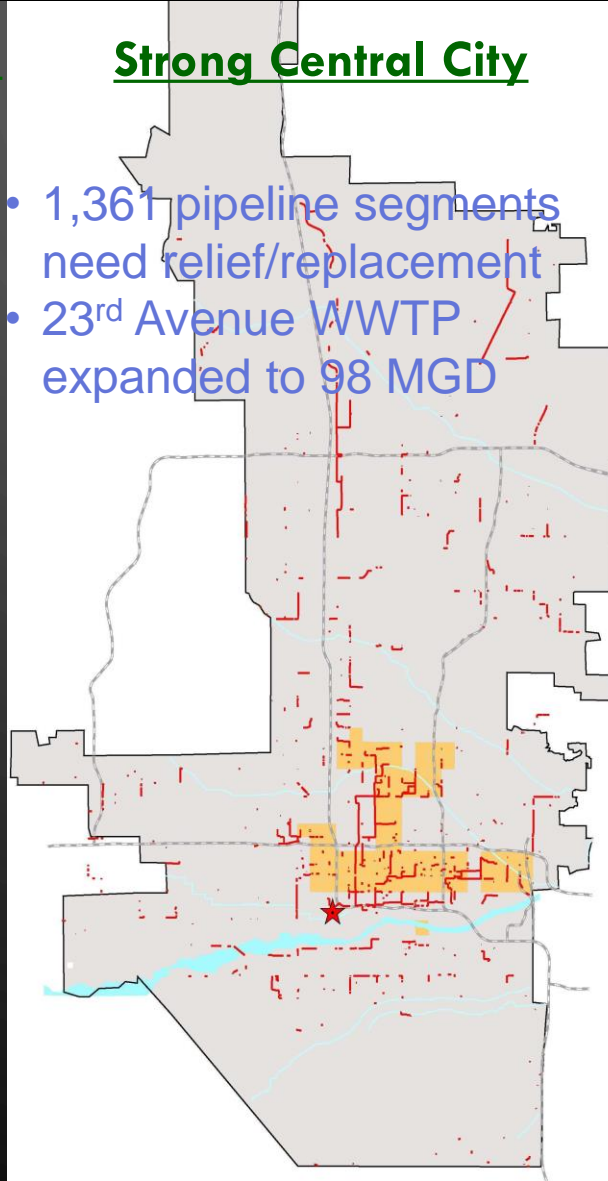 Strong Central City
• 1,361 pipeline segments
need relief/replacement
• 23rd Avenue WWTP
expanded to 98 MGD